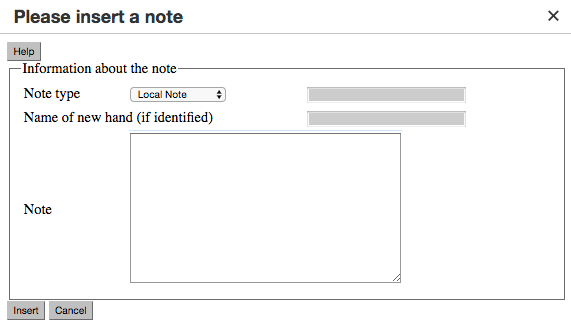 Please insert a note
Help
Information about the note
Note type Local Note
Name of new hand (if identified)
Note
Insert Cancel